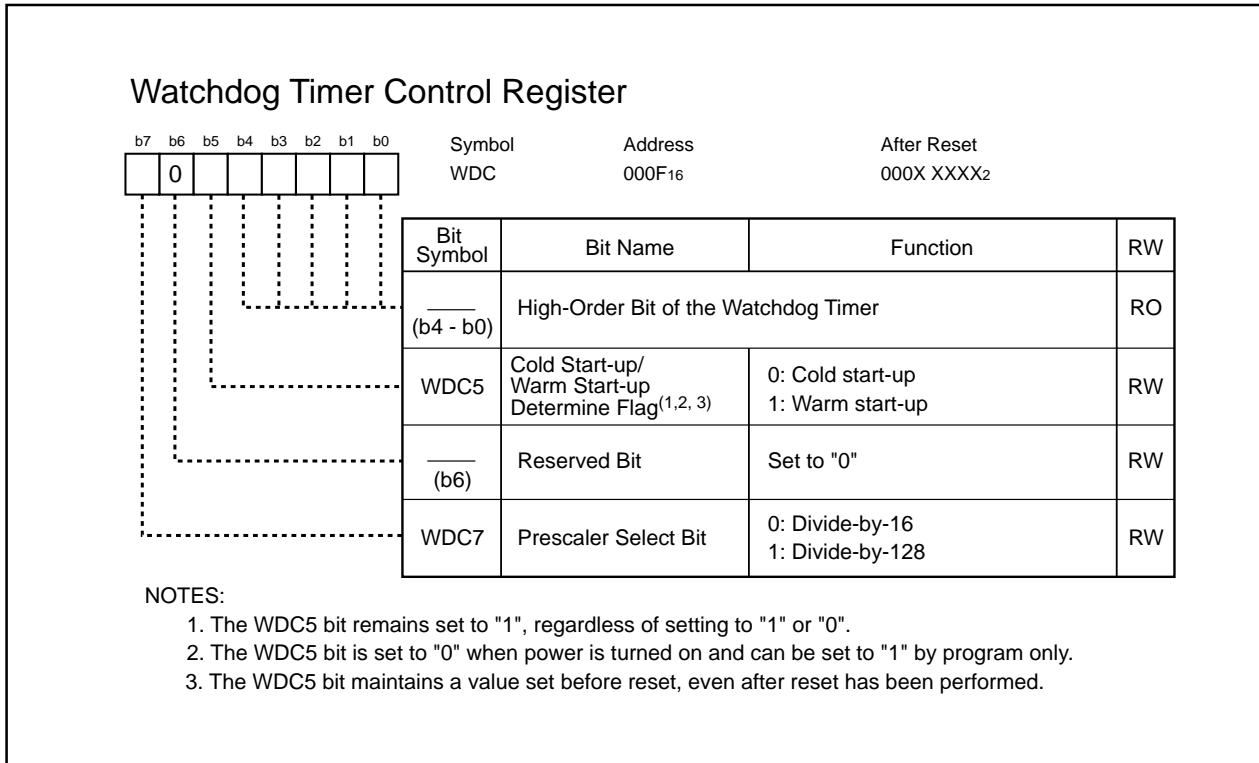 Watchdog Timer Control Register
b7 b6 b5 b4 b3 b2 b1 b0
0
Symbol Address After Reset
WDC 000F16 000X XXXX2
Bit Symbol Bit Name Function RW
(b4 - b0) High-Order Bit of the Watchdog Timer RO
WDC5 Cold Start-up/
Warm Start-up
Determine Flag(1,2, 3)
0: Cold start-up
1: Warm start-up
RW
(b6) Reserved Bit Set to "0" RW
WDC7 Prescaler Select Bit
0: Divide-by-16
1: Divide-by-128
RW
NOTES:
1. The WDC5 bit remains set to "1", regardless of setting to "1" or "0".
2. The WDC5 bit is set to "0" when power is turned on and can be set to "1" by program only.
3. The WDC5 bit maintains a value set before reset, even after reset has been performed.